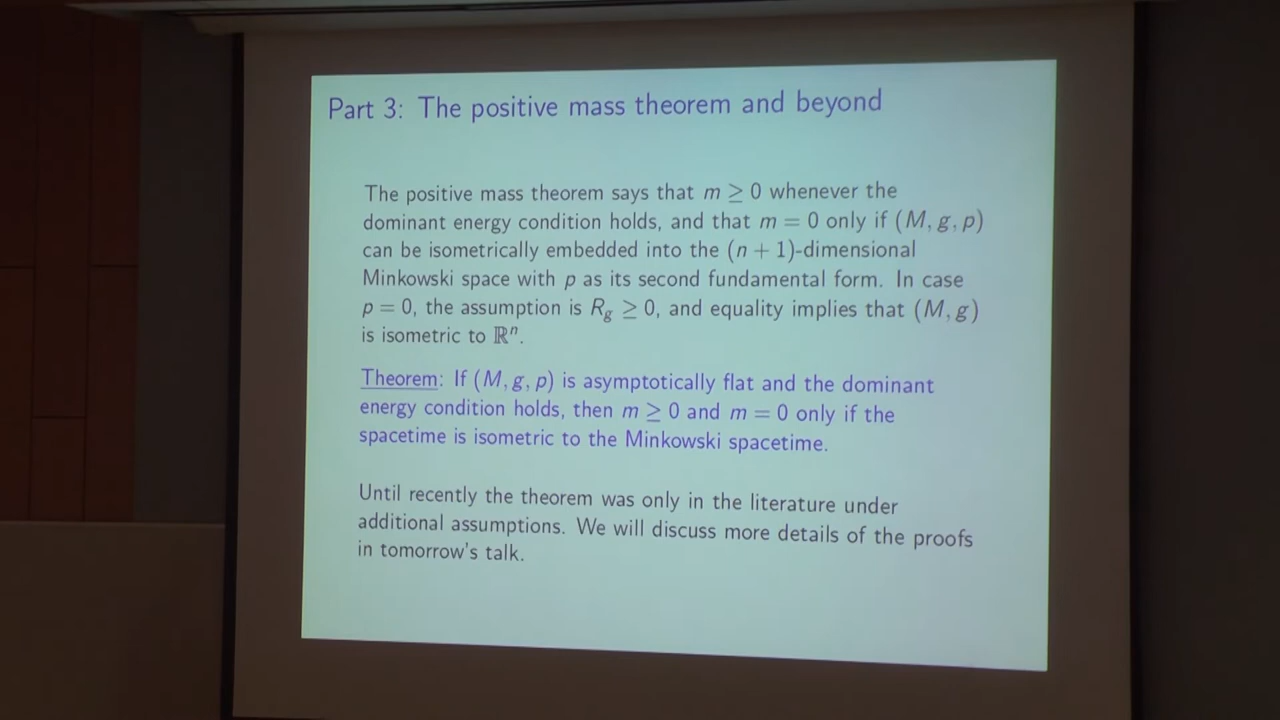 Part 3: The positive mass theorem and beyond
The positive mass theorem says that m ≥ 0 whenever the
dominant energy condition holds, and that m = 0 only if (M, g, p)
can be isometrically embedded into the (n + 1)-dimensional
Minkowski space with p as its second fundamental form. In case
p = 0, the assumption is R_g ≥ 0, and equality implies that (M, g)
is isometric to ℝⁿ.
Theorem: If (M, g, p) is asymptotically flat and the dominant
energy condition holds, then m ≥ 0 and m = 0 only if the
spacetime is isometric to the Minkowski spacetime.
Until recently the theorem was only in the literature under
additional assumptions. We will discuss more details of the proofs
in tomorrow's talk.